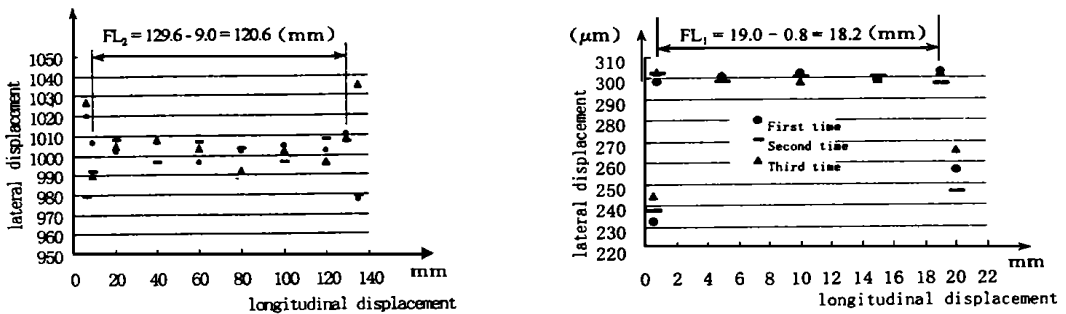 FL₂ = 129.6 - 9.0 = 120.6 (mm)
1050
1040
1030
1020
1010
1000
990
980
970
960
950
lateral displacement
0 20 40 60 80 100 120 140
mm
longitudinal displacement
(μm)
FL₁ = 19.0 - 0.8 = 18.2 (mm)
310
300
290
280
270
260
250
240
230
220
lateral displacement
First time
Second time
Third time
0 2 4 6 8 10 12 14 16 18 20 22
mm
longitudinal displacement